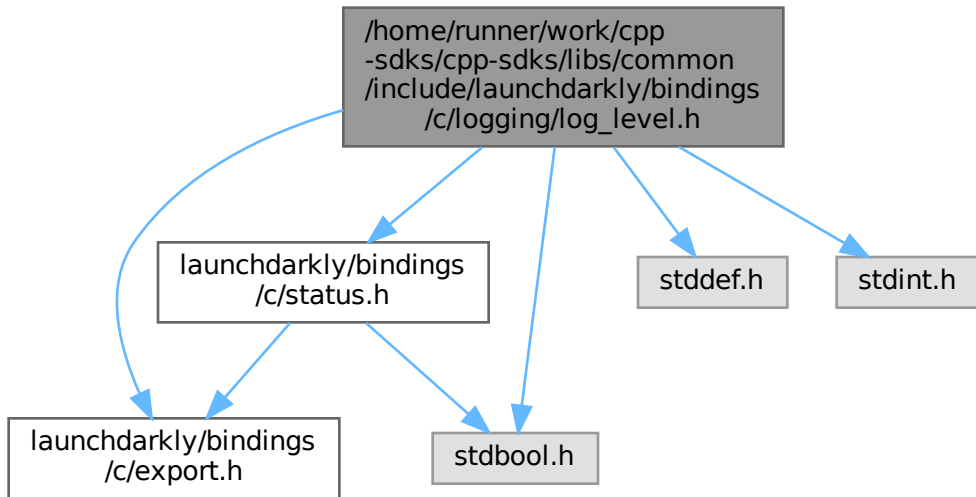 /home/runner/work/cpp
-sdks/cpp-sdks/libs/common
/include/launchdarkly/bindings
/c/logging/log_level.h
launchdarkly/bindings
/c/status.h
stddef.h
stdint.h
launchdarkly/bindings
/c/export.h
stdbool.h